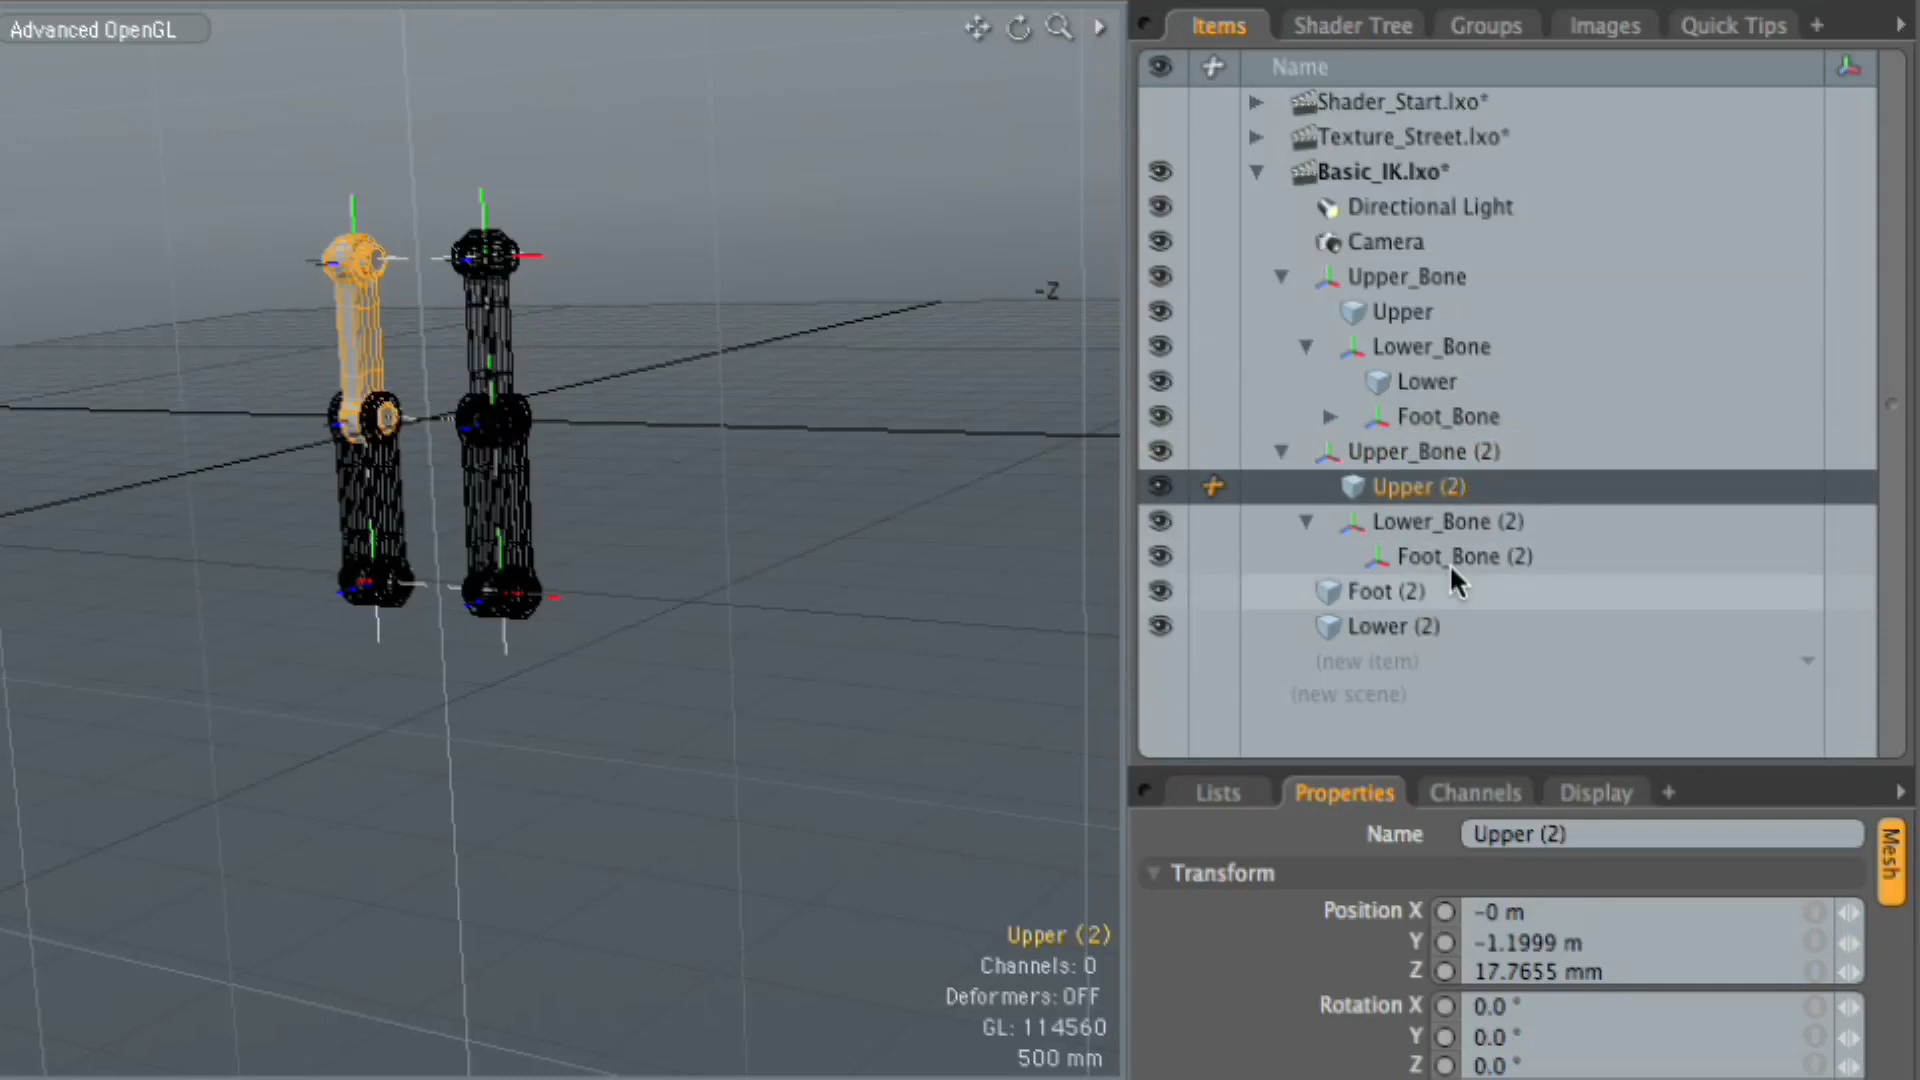 Advanced OpenGL
-Z
Upper (2)
Channels: 0
Deformers: OFF
GL: 114560
500 mm
Items Shader Tree Groups Images Quick Tips +
Name
Shader_Start.lxo*
Texture_Street.lxo*
Basic_IK.lxo*
Directional Light
Camera
Upper_Bone
Upper
Lower_Bone
Lower
Foot_Bone
Upper_Bone (2)
Upper (2)
Lower_Bone (2)
Foot_Bone (2)
Foot (2)
Lower (2)
(new item)
(new scene)
Lists Properties Channels Display +
Name Upper (2)
Mesh
Transform
Position X -0 m
Y -1.1999 m
Z 17.7655 mm
Rotation X 0.0 °
Y 0.0 °
Z 0.0 °